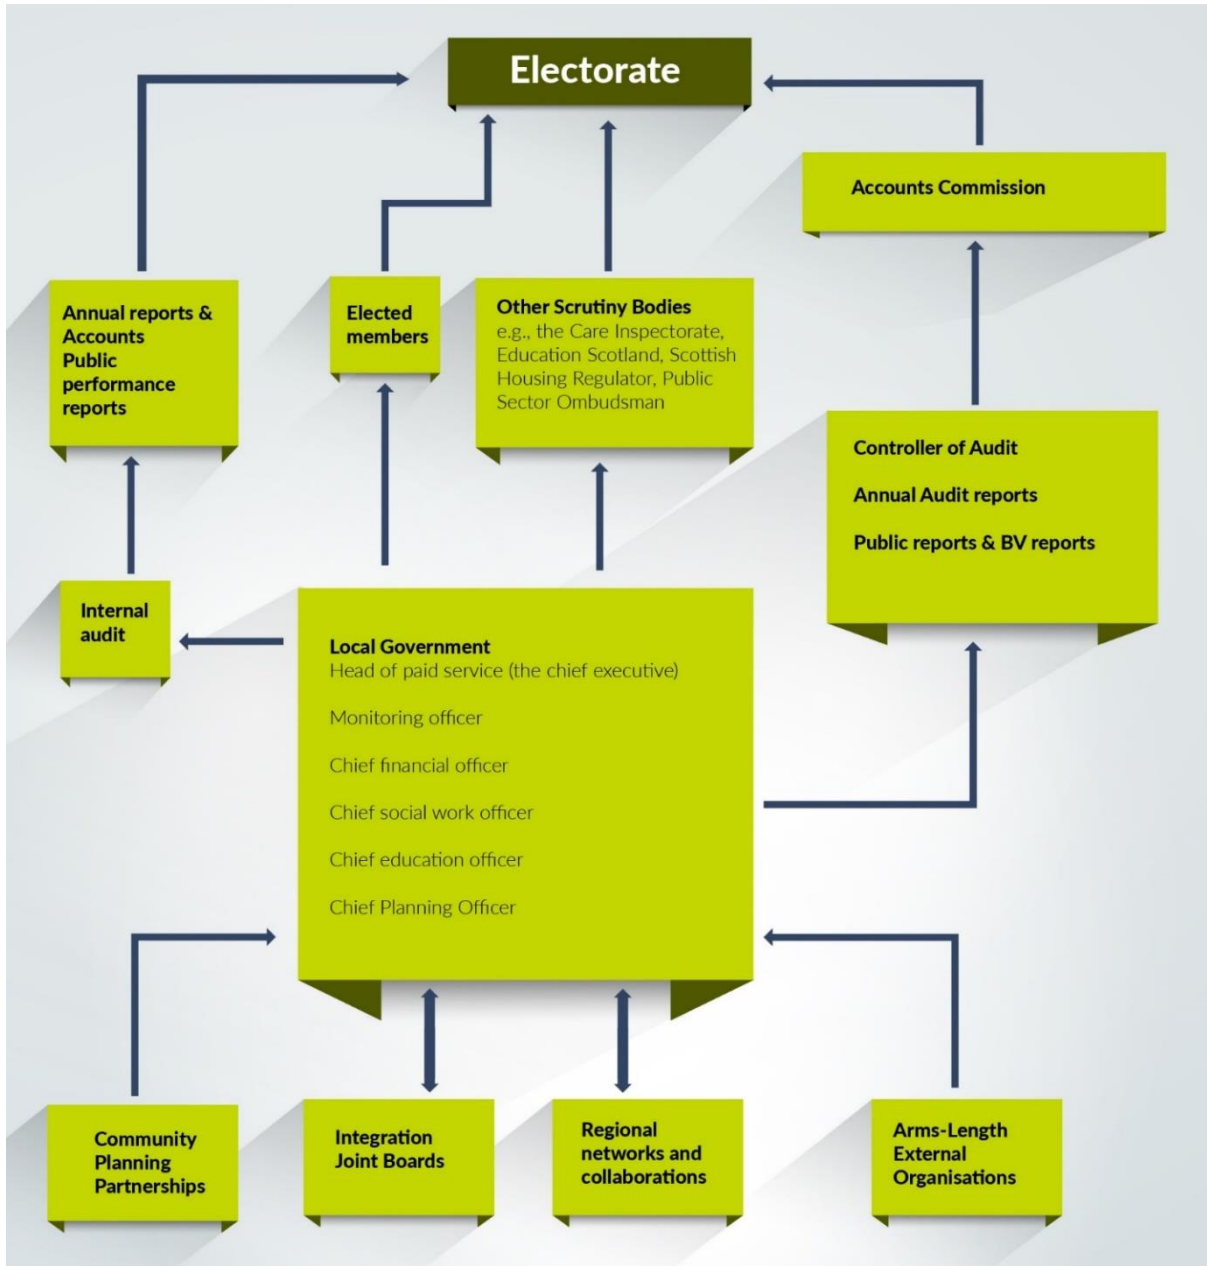 Electorate
Accounts Commission
Annual reports &
Accounts
Public
performance
reports
Elected
members
Other Scrutiny Bodies
e.g., the Care Inspectorate,
Education Scotland, Scottish
Housing Regulator, Public
Sector Ombudsman
Controller of Audit
Annual Audit reports
Public reports & BV reports
Internal
audit
Local Government
Head of paid service (the chief executive)
Monitoring officer
Chief financial officer
Chief social work officer
Chief education officer
Chief Planning Officer
Community
Planning
Partnerships
Integration
Joint Boards
Regional
networks and
collaborations
Arms-Length
External
Organisations